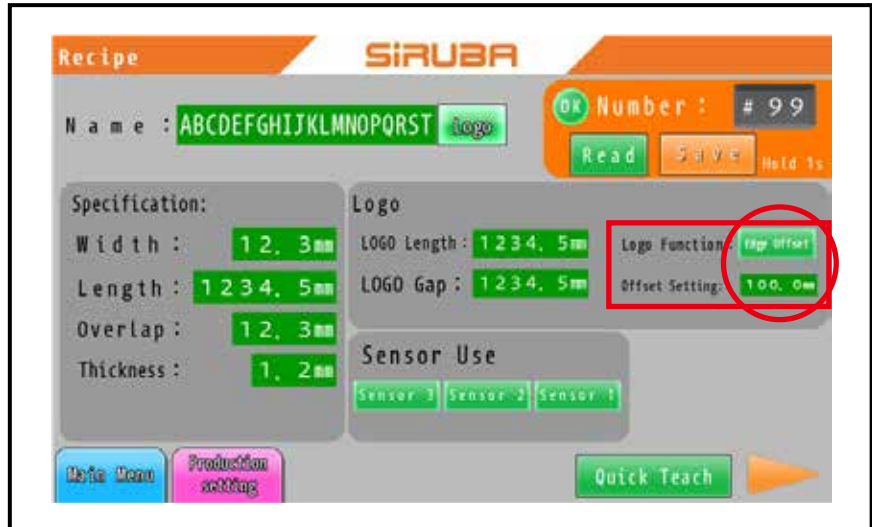 Recipe
SiRUBA
Name : ABCDEFGHIJKLMNOPQRST Logo
OK Number : # 99
Read Save Hold 1s
Specification:
Width : 12. 3mm
Length : 1234. 5mm
Overlap : 12. 3mm
Thickness : 1. 2mm
Logo
LOGO Length : 1234. 5mm
LOGO Gap : 1234. 5mm
Logo Function : Edge Offset
Offset Setting: 100. 0mm
Sensor Use
Sensor 3 Sensor 2 Sensor 1
Main Menu
Production
setting
Quick Teach